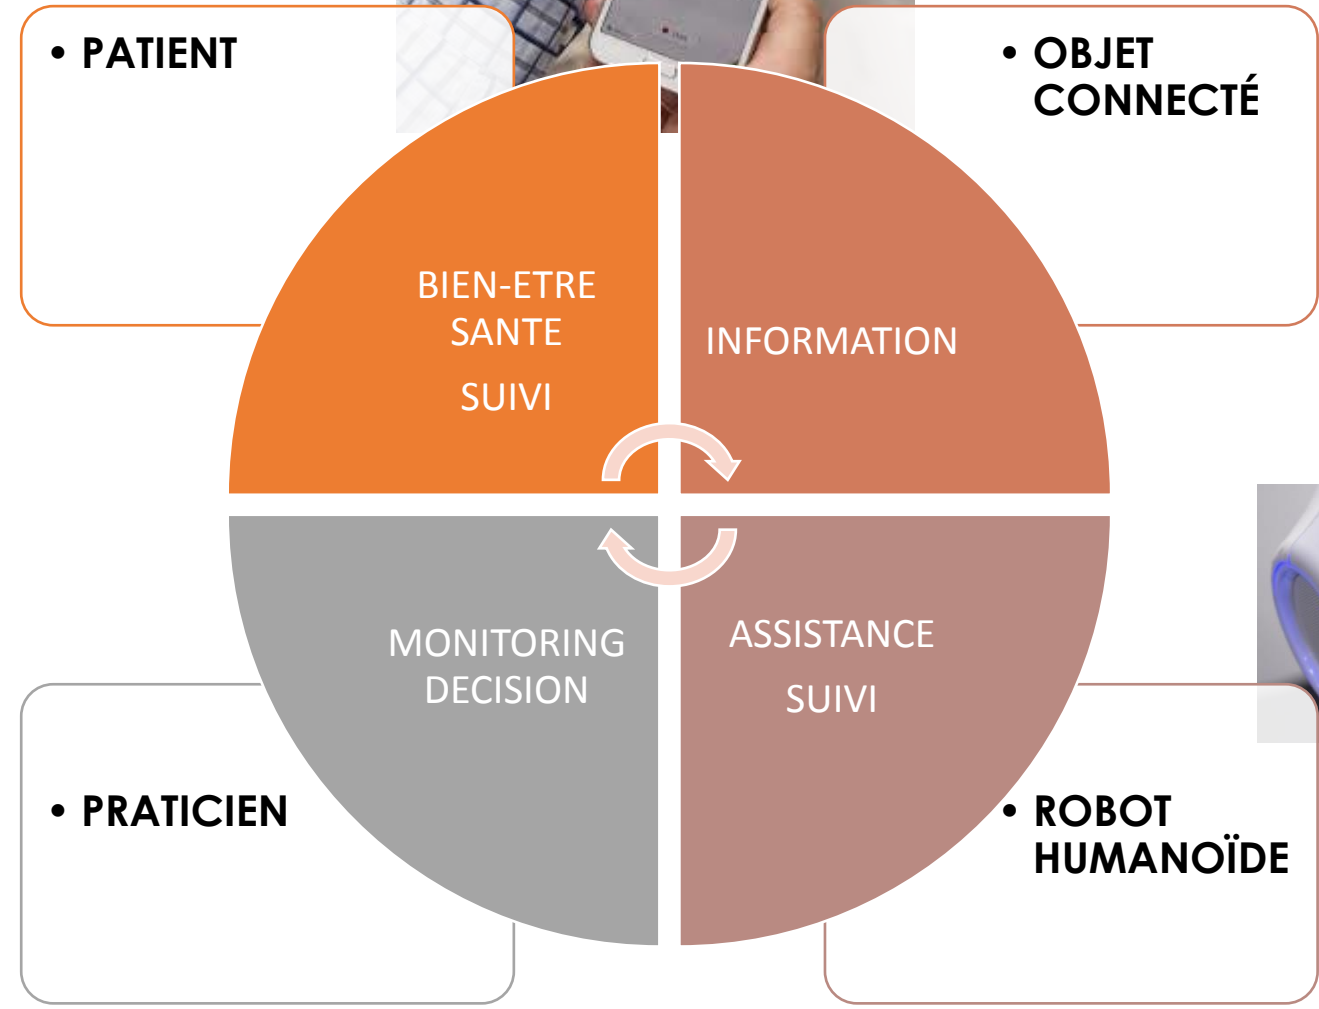 • PATIENT
• OBJET
CONNECTÉ
BIEN-ETRE
SANTE
SUIVI
INFORMATION
MONITORING
DECISION
ASSISTANCE
SUIVI
• PRATICIEN
• ROBOT
HUMANOÏDE